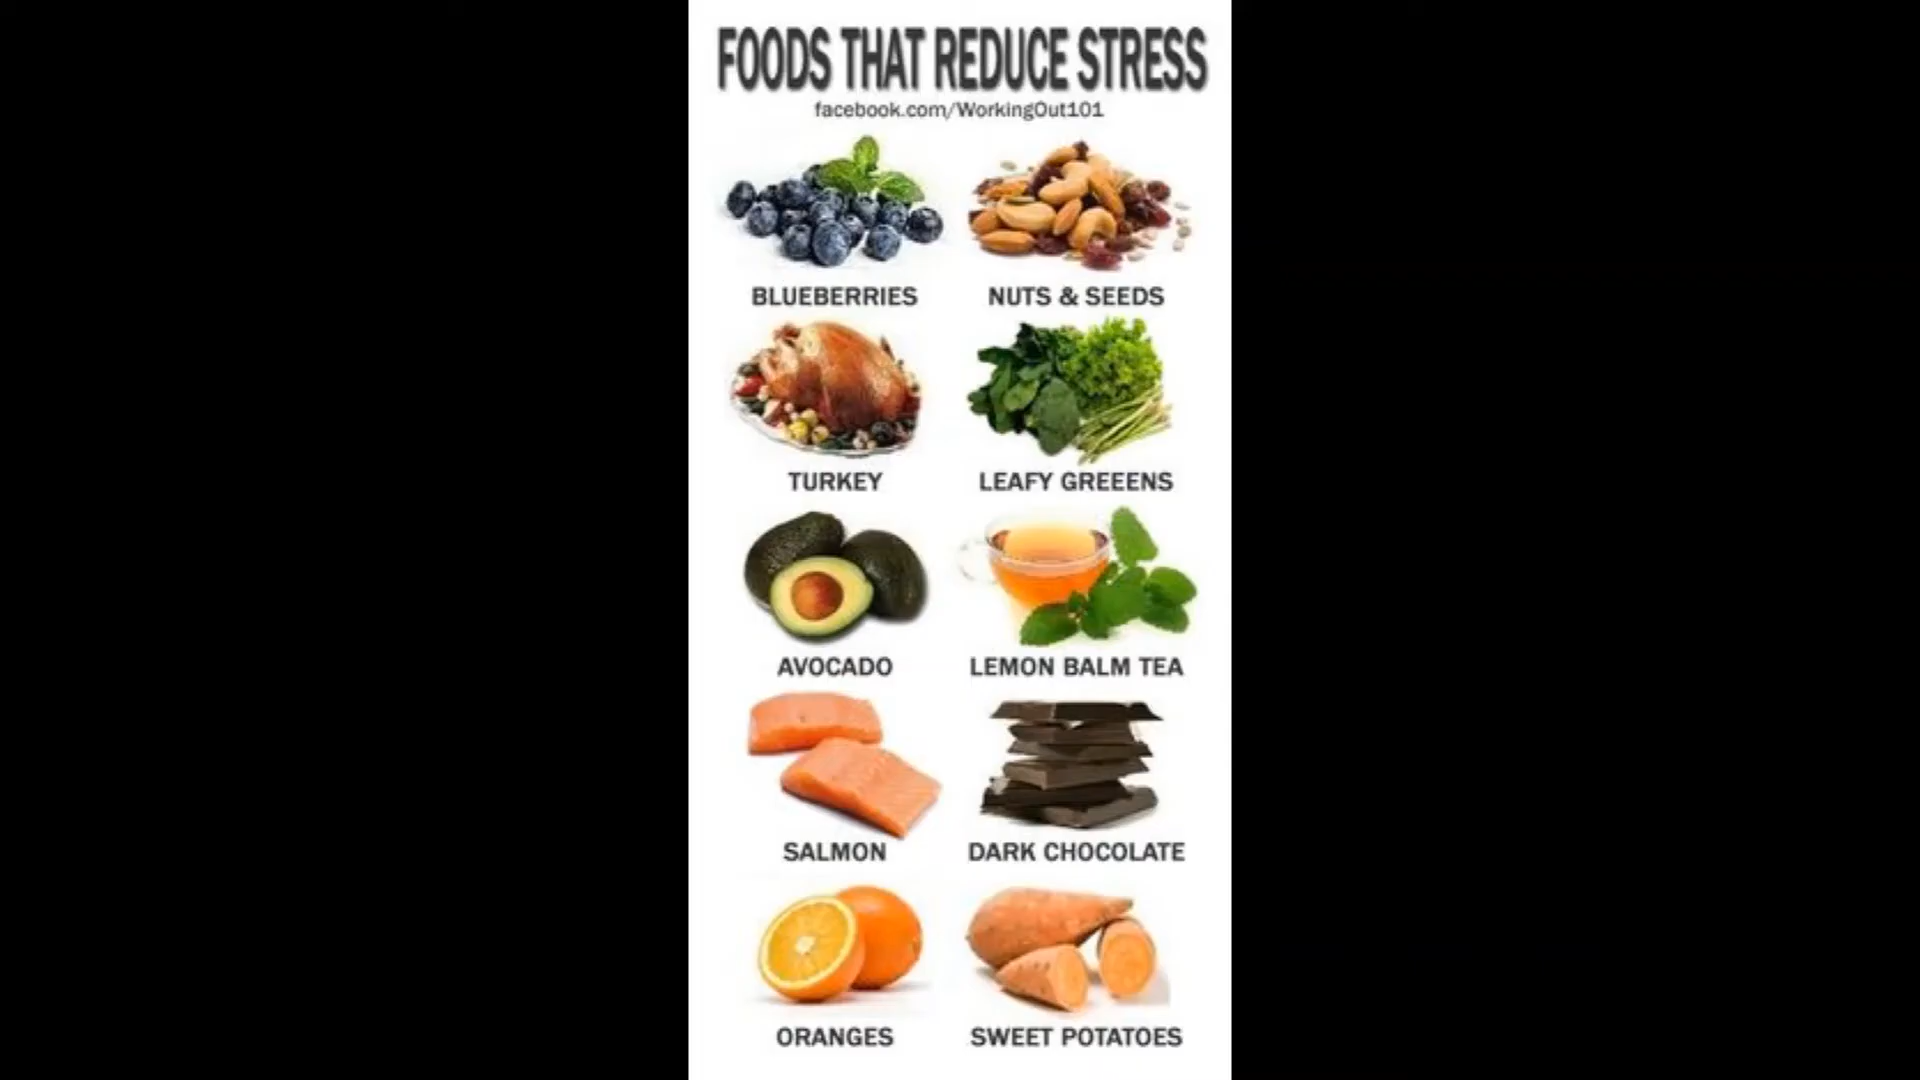 FOODS THAT REDUCE STRESS
facebook.com/WorkingOut101
BLUEBERRIES
NUTS & SEEDS
TURKEY
LEAFY GREEENS
AVOCADO
LEMON BALM TEA
SALMON
DARK CHOCOLATE
ORANGES
SWEET POTATOES